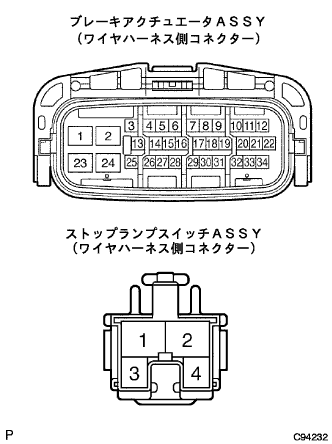 ブレーキアクチュエータＡＳＳＹ
（ワイヤハーネス側コネクター）
1 2 3 4 5 6 7 8 9 10 11 12
13 14 15 16 17 18 19 20 21 22
23 24 25 26 27 28 29 30 31 32 33 34
ストップランプスイッチＡＳＳＹ
（ワイヤハーネス側コネクター）
1 2
3 4
P C94232